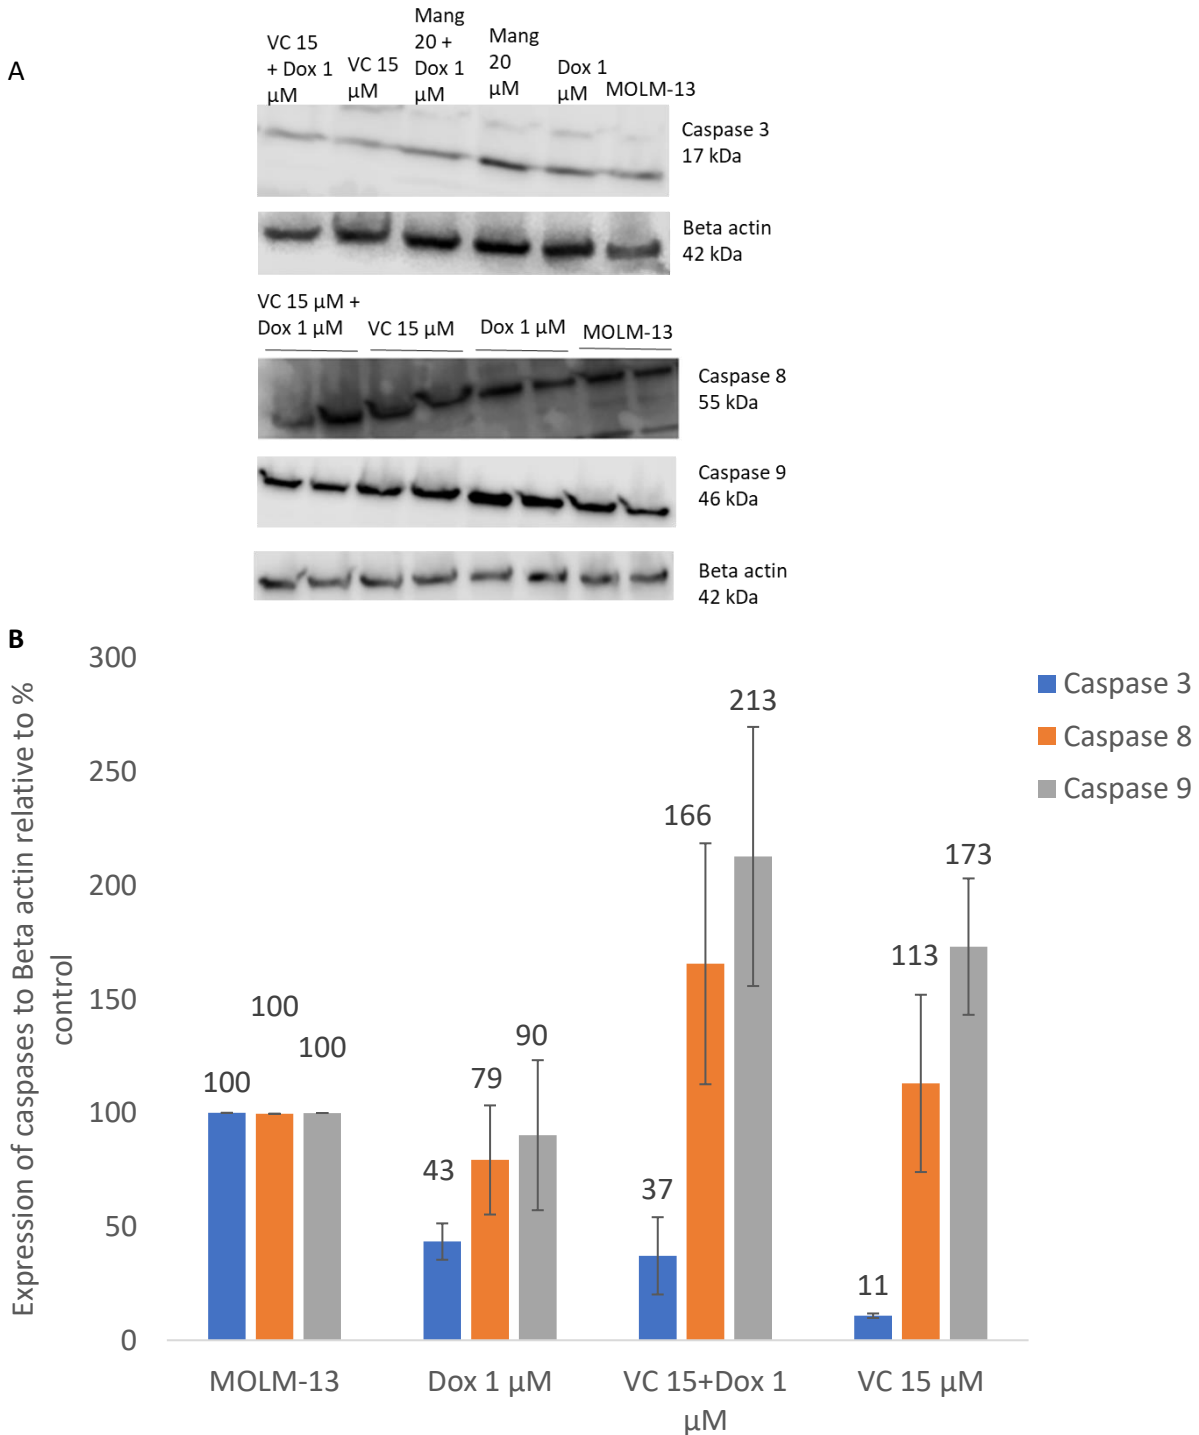 A
VC 15
+ Dox 1
µM
VC 15
µM
Mang
20 +
Dox 1
µM
Mang
20
µM
Dox 1
µM
MOLM-13
Caspase 3
17 kDa
Beta actin
42 kDa
VC 15 µM +
Dox 1 µM
VC 15 µM
Dox 1 µM
MOLM-13
Caspase 8
55 kDa
Caspase 9
46 kDa
Beta actin
42 kDa
B
Expression of caspases to Beta actin relative to %
control
300
250
200
150
100
50
0
100
100
100
43
79
90
37
166
213
11
113
173
MOLM-13
Dox 1 µM
VC 15+Dox 1
µM
VC 15 µM
Caspase 3
Caspase 8
Caspase 9